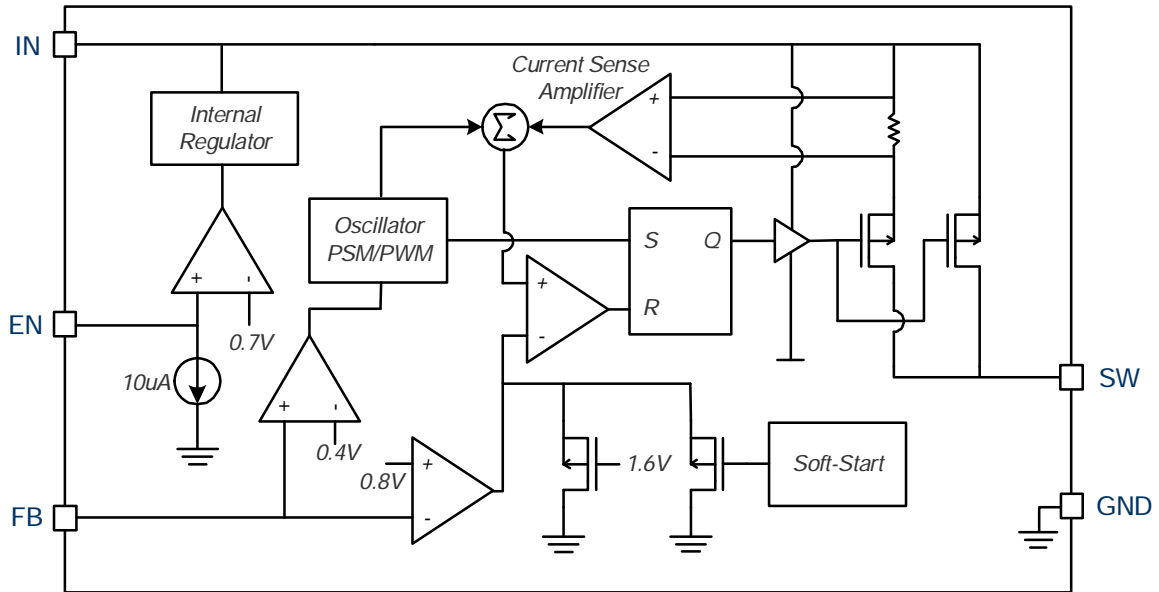 IN
Current Sense
Amplifier
Internal
Regulator
+
-
Σ
Oscillator
PSM/PWM
S
Q
R
+
-
+
-
EN
0.7V
10uA
+
-
0.4V
SW
0.8V
+
-
1.6V
Soft-Start
FB
GND